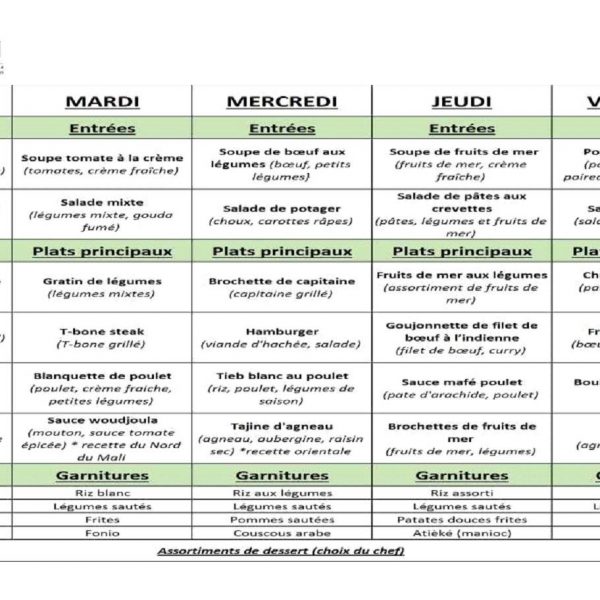 MARDI
MERCREDI
JEUDI
V
Entrées
Entrées
Entrées
Soupe tomate à la crème
(tomates, crème fraîche)
Soupe de bœuf aux
légumes (bœuf, petits
légumes)
Soupe de fruits de mer
(fruits de mer, crème
fraîche)
Po
(po
Salade mixte
(légumes mixte, gouda
fumé)
Salade de potager
(choux, carottes râpes)
Salade de pâtes aux
crevettes
(pâtes, légumes et fruits de
mer)
Sa
(sala
Plats principaux
Plats principaux
Plats principaux
Pla
Gratin de légumes
(légumes mixtes)
Brochette de capitaine
(capitaine grillé)
Fruits de mer aux légumes
(assortiment de fruits de
mer)
T-bone steak
(T-bone grillé)
Hamburger
(viande d'hachée, salade)
Goujonnette de filet de
bœuf à l'indienne
(filet de bœuf, curry)
Blanquette de poulet
(poulet, crème fraiche,
petites légumes)
Tieb blanc au poulet
(riz, poulet, légumes de
saison)
Sauce mafé poulet
(pate d'arachide, poulet)
Sauce woudjoula
(mouton, sauce tomate
épicée) * recette du Nord
du Mali
Tajine d'agneau
(agneau, aubergine, raisin
sec) *recette orientale
Brochettes de fruits de
mer
(fruits de mer, légumes)
Garnitures
Garnitures
Garnitures
Riz blanc
Riz aux légumes
Riz assorti
Légumes sautés
Légumes sautés
Légumes sautés
Frites
Pommes sautées
Patates douces frites
Fonio
Couscous arabe
Atièké (manioc)
Assortiments de dessert (choix du chef)